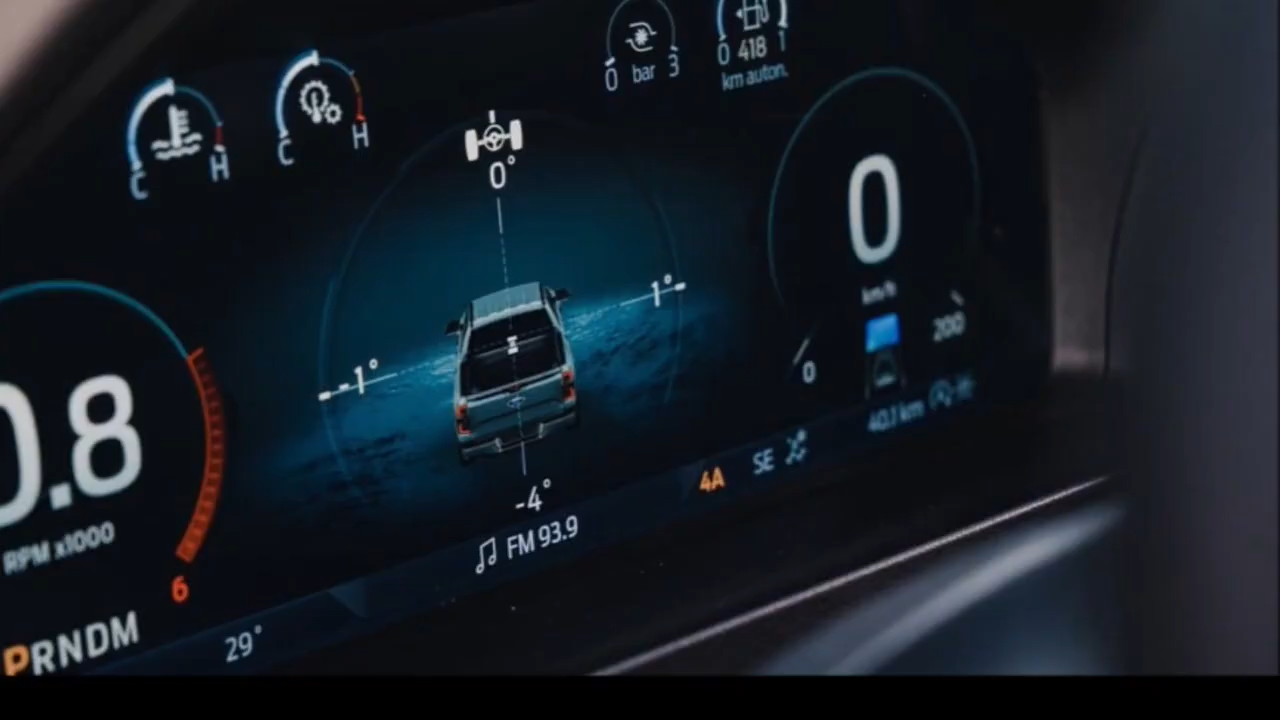 0 bar 3
0 418 1
km auton.
C H
C H
0°
0
km/h
1°
-1°
0 200
0.8
RPM x1000
6
-4°
40.1 km
4A SE
FM 93.9
PRNDM
29°